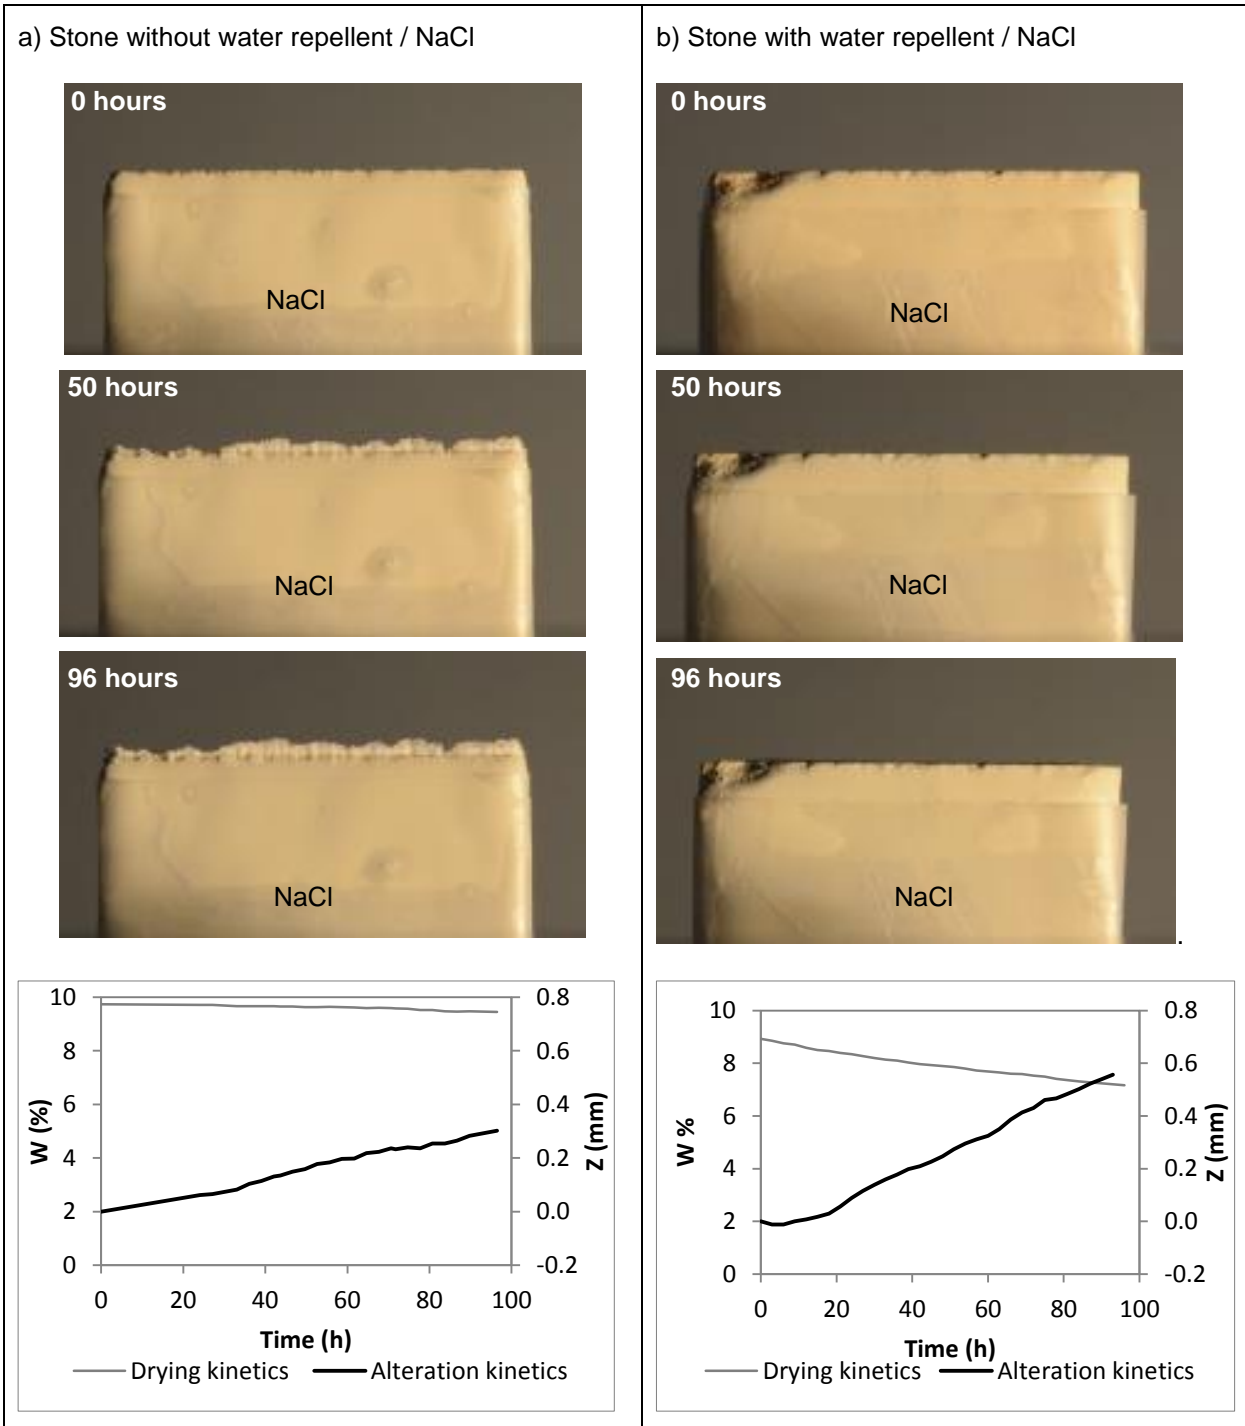 a) Stone without water repellent / NaCl
0 hours
NaCl
50 hours
NaCl
96 hours
NaCl
10
8
6
4
2
0
W (%)
0.8
0.6
0.4
0.2
0.0
-0.2
Z (mm)
0 20 40 60 80 100
Time (h)
Drying kinetics Alteration kinetics
b) Stone with water repellent / NaCl
0 hours
NaCl
50 hours
NaCl
96 hours
NaCl
.
10
8
6
4
2
0
W %
0.8
0.6
0.4
0.2
0.0
-0.2
Z (mm)
0 20 40 60 80 100
Time (h)
Drying kinetics Alteration kinetics